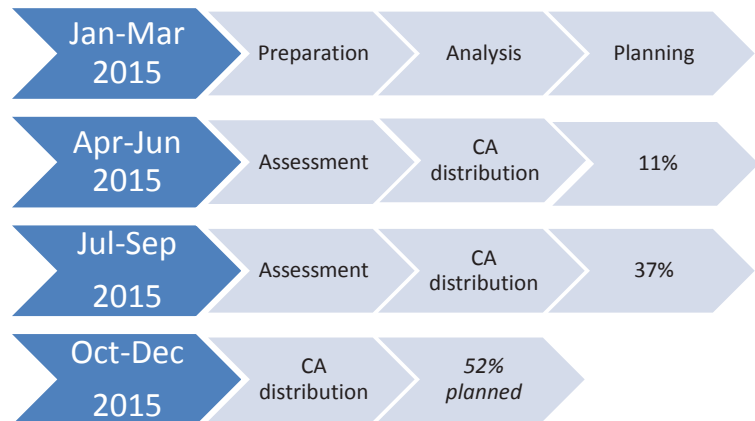 Jan-Mar
2015
Preparation
Analysis
Planning
Apr-Jun
2015
Assessment
CA
distribution
11%
Jul-Sep
2015
Assessment
CA
distribution
37%
Oct-Dec
2015
CA
distribution
52%
planned